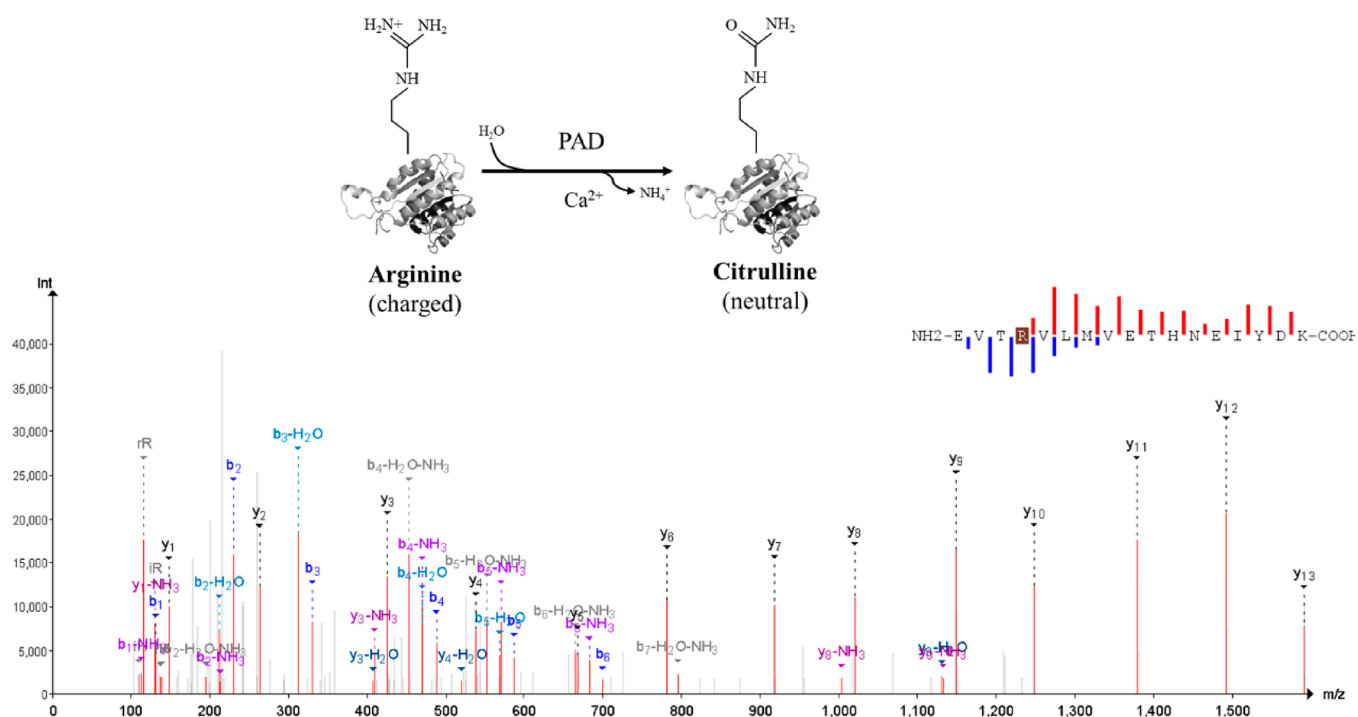 H₂N+ NH₂
NH
O NH₂
NH
H₂O
PAD
Ca²⁺
NH₄⁺
Arginine
(charged)
Citrulline
(neutral)
Int
40,000
35,000
30,000
25,000
20,000
15,000
10,000
5,000
0
NH2-E V T R V L M V E T H N E I Y D K-COOH
rR
iR
y₁
y₁-NH₃
b₁
b₂-H₂O
b₂-NH₃
b₂
y₂
b₃-H₂O
b₃
y₃
y₃-NH₃
y₃-H₂O
b₄-H₂O-NH₃
b₄-NH₃
b₄-H₂O
b₄
y₄
y₄-H₂O
b₅-H₂O-NH₃
b₅-NH₃
b₅-H₂O
b₅
b₆-H₂O-NH₃
y₅
b₆
y₆
b₇-H₂O-NH₃
y₇
y₈
y₈-NH₃
y₉
y₁₀
y₁₁
y₁₂
y₁₃
0 100 200 300 400 500 600 700 800 900 1,000 1,100 1,200 1,300 1,400 1,500 m/z